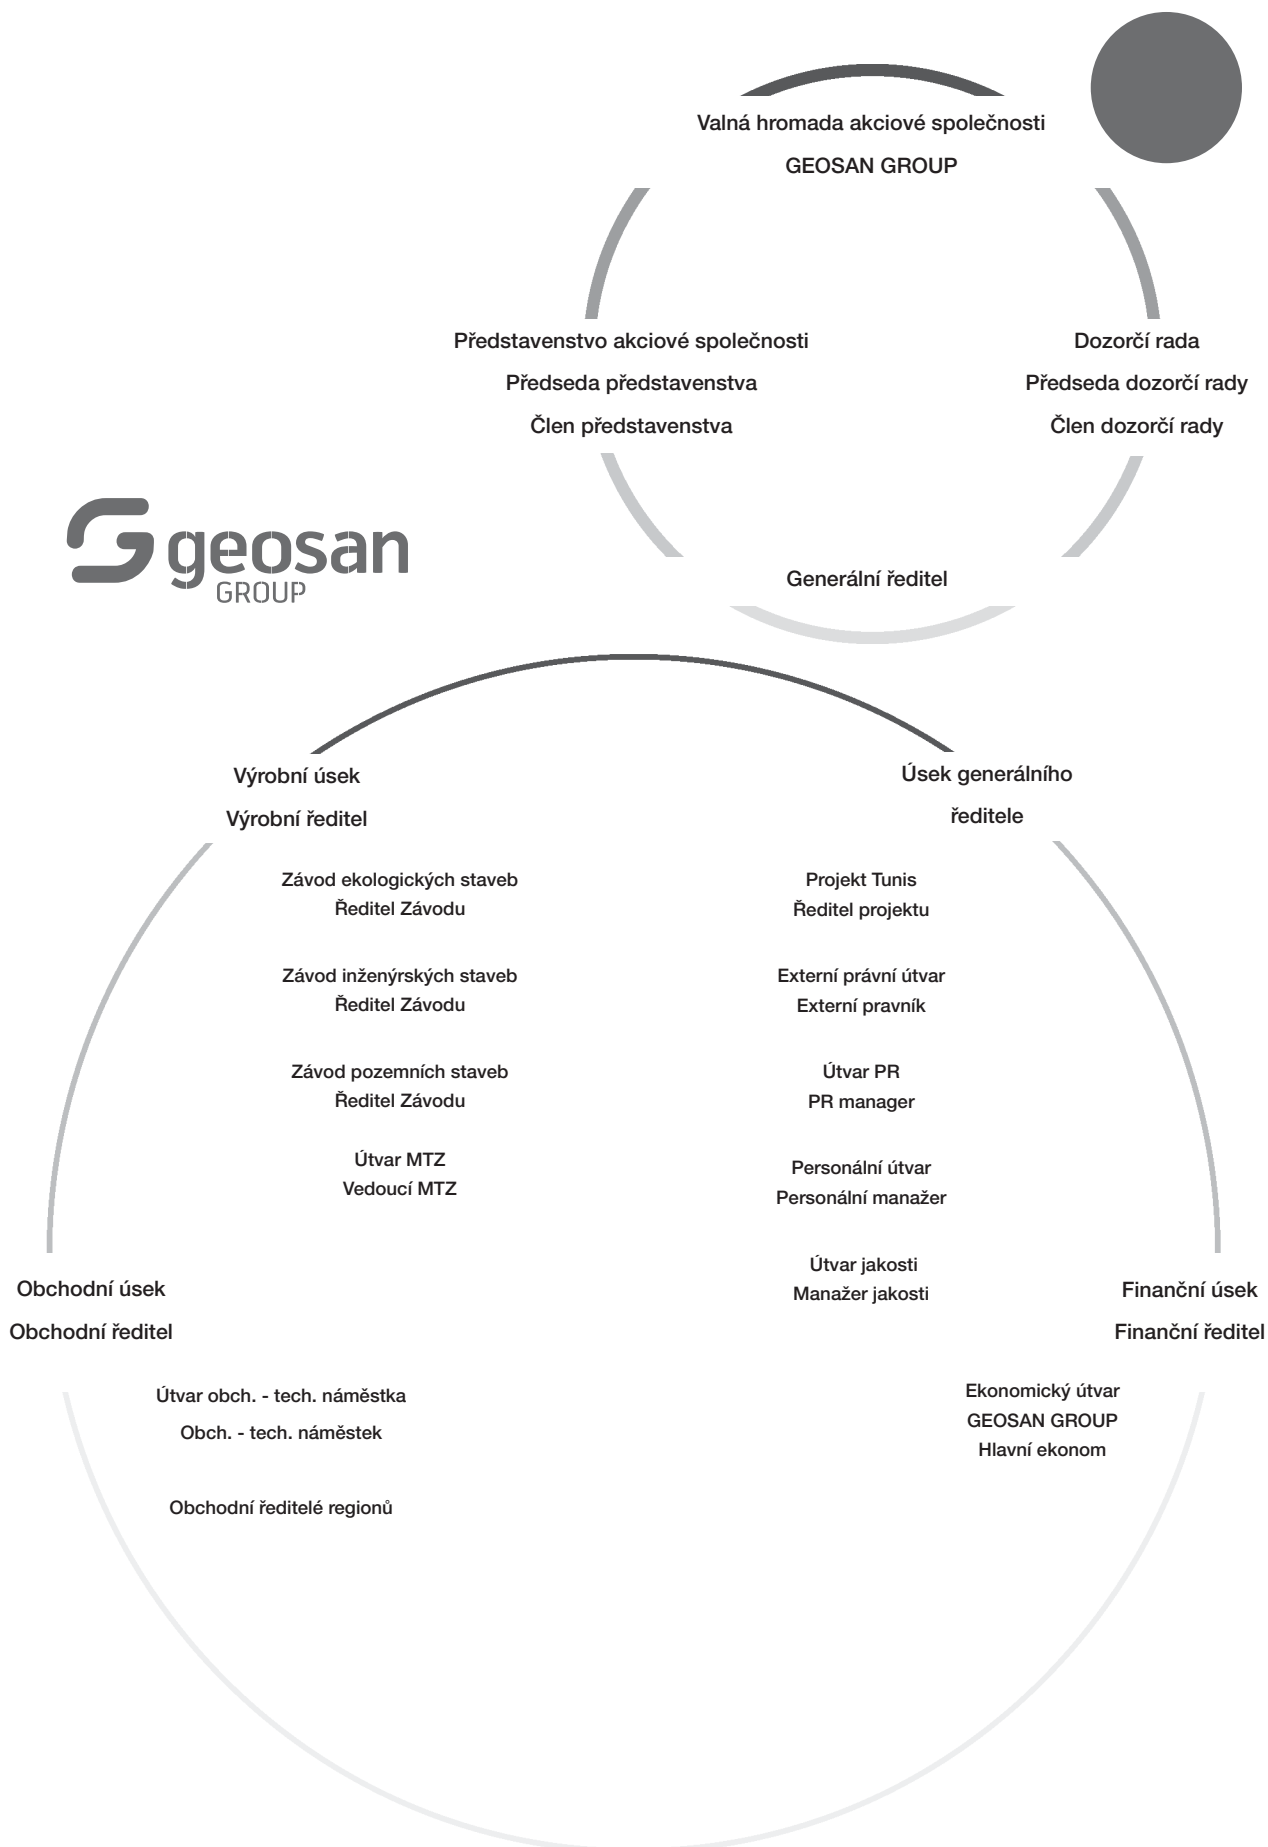 Valná hromada akciové společnosti
GEOSAN GROUP
Představenstvo akciové společnosti
Předseda představenstva
Člen představenstva
Dozorčí rada
Předseda dozorčí rady
Člen dozorčí rady
geosan
GROUP
Generální ředitel
Výrobní úsek
Výrobní ředitel
Úsek generálního
ředitele
Závod ekologických staveb
Ředitel Závodu
Závod inženýrských staveb
Ředitel Závodu
Závod pozemních staveb
Ředitel Závodu
Útvar MTZ
Vedoucí MTZ
Projekt Tunis
Ředitel projektu
Externí právní útvar
Externí pravník
Útvar PR
PR manager
Personální útvar
Personální manažer
Útvar jakosti
Manažer jakosti
Obchodní úsek
Obchodní ředitel
Útvar obch. - tech. náměstka
Obch. - tech. náměstek
Obchodní ředitelé regionů
Finanční úsek
Finanční ředitel
Ekonomický útvar
GEOSAN GROUP
Hlavní ekonom